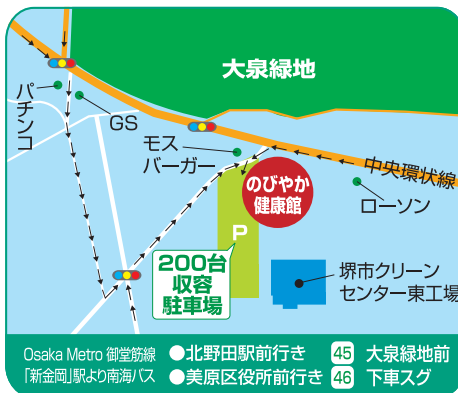 大泉緑地
パチンコ
GS
モス
バーガー
中央環状線
のびやか
健康館
ローソン
P
200台
収容
駐車場
堺市クリーン
センター東工場
Osaka Metro 御堂筋線 ●北野田駅前行き 45 大泉緑地前
「新金岡」駅より南海バス ●美原区役所前行き 46 下車スグ